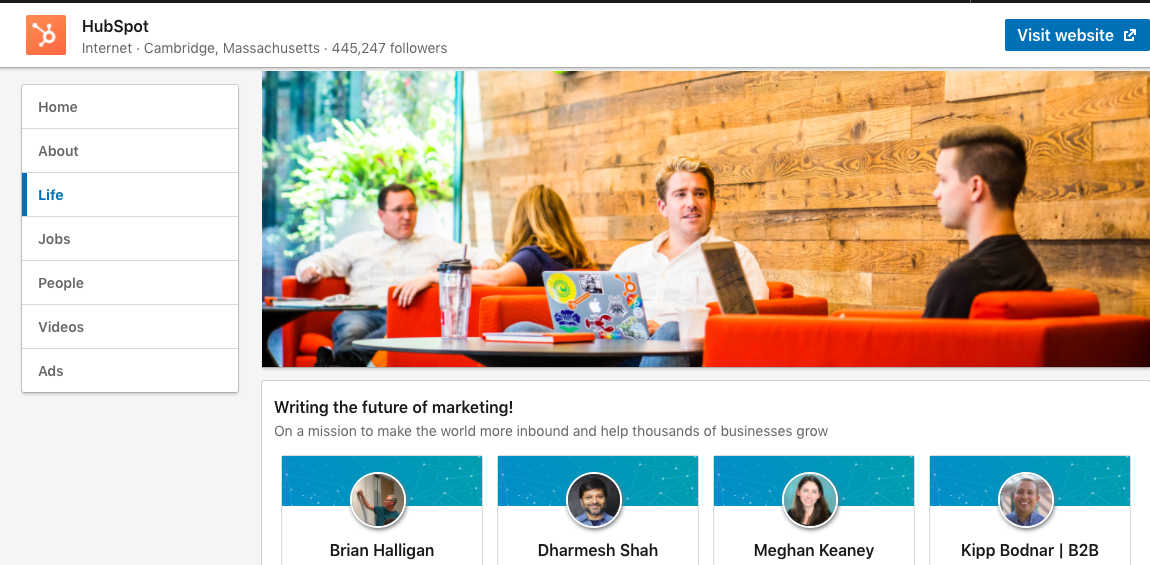 HubSpot
Internet · Cambridge, Massachusetts · 445,247 followers
Visit website
Home
About
Life
Jobs
People
Videos
Ads
Writing the future of marketing!
On a mission to make the world more inbound and help thousands of businesses grow
Brian Halligan
Dharmesh Shah
Meghan Keaney
Kipp Bodnar | B2B